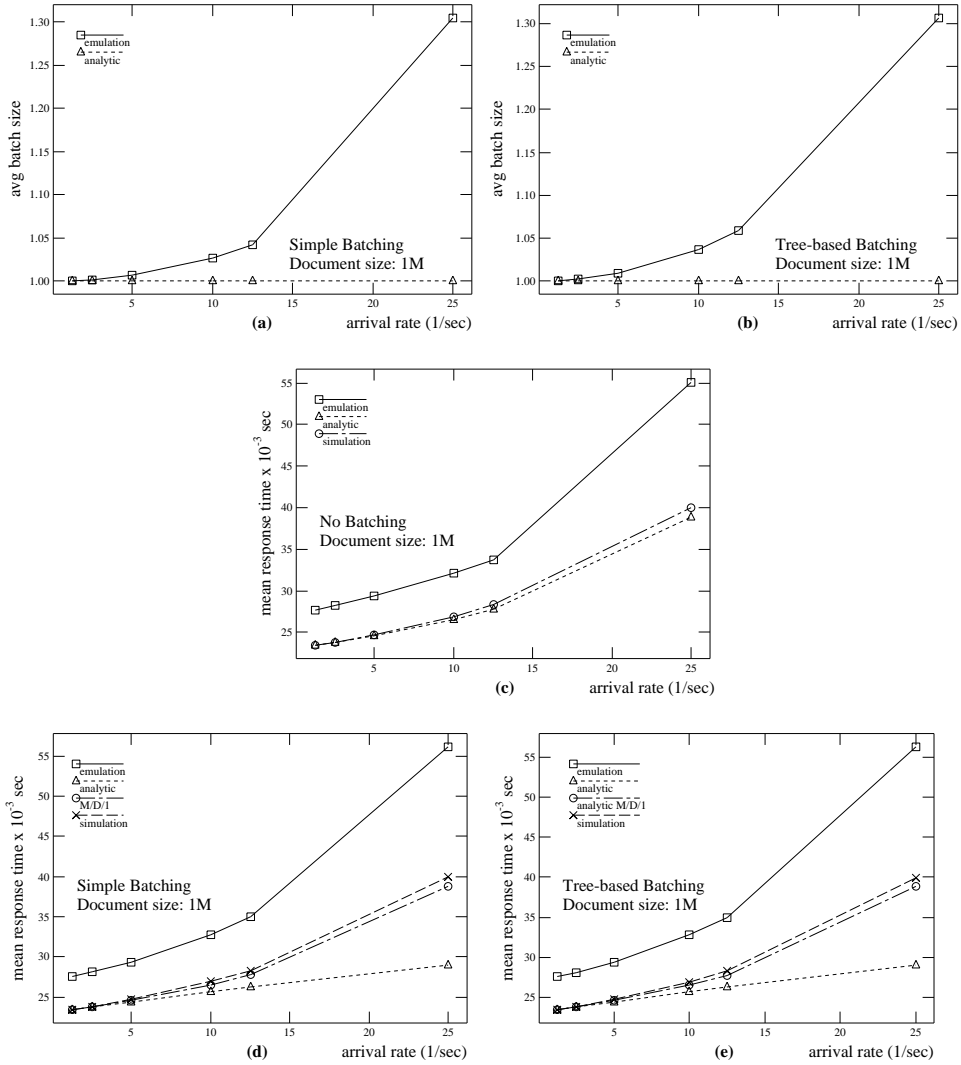 avg batch size
1.30
1.25
1.20
1.15
1.10
1.05
1.00
emulation
analytic
Simple Batching
Document size: 1M
5
10
15
20
25
(a)
arrival rate (1/sec)
avg batch size
1.30
1.25
1.20
1.15
1.10
1.05
1.00
emulation
analytic
Tree-based Batching
Document size: 1M
5
10
15
20
25
(b)
arrival rate (1/sec)
mean response time x 10-3 sec
55
50
45
40
35
30
25
emulation
analytic
simulation
No Batching
Document size: 1M
5
10
15
20
25
(c)
arrival rate (1/sec)
mean response time x 10-3 sec
55
50
45
40
35
30
25
emulation
analytic
M/D/1
simulation
Simple Batching
Document size: 1M
5
10
15
20
25
(d)
arrival rate (1/sec)
mean response time x 10-3 sec
55
50
45
40
35
30
25
emulation
analytic
analytic M/D/1
simulation
Tree-based Batching
Document size: 1M
5
10
15
20
25
(e)
arrival rate (1/sec)